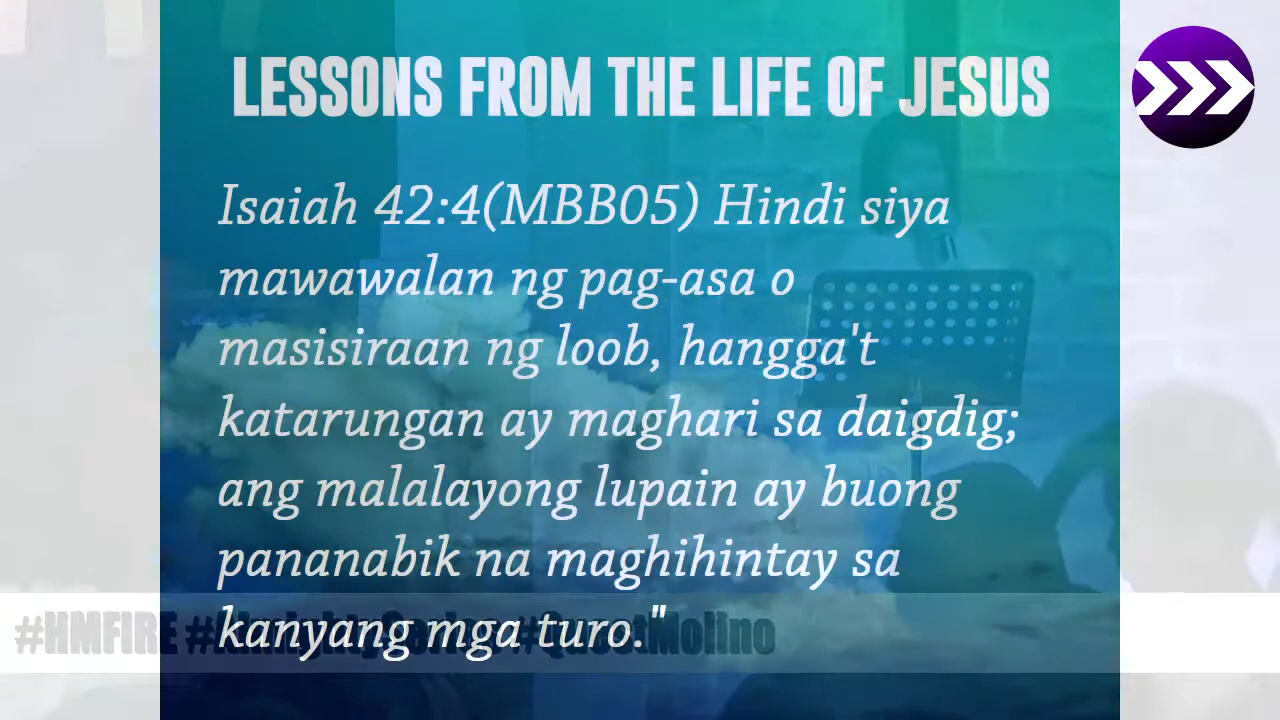 LESSONS FROM THE LIFE OF JESUS
Isaiah 42:4(MBB05) Hindi siya
mawawalan ng pag-asa o
masisiraan ng loob, hangga't
katarungan ay maghari sa daigdig;
ang malalayong lupain ay buong
pananabik na maghihintay sa
kanyang mga turo."
#HMFIRE